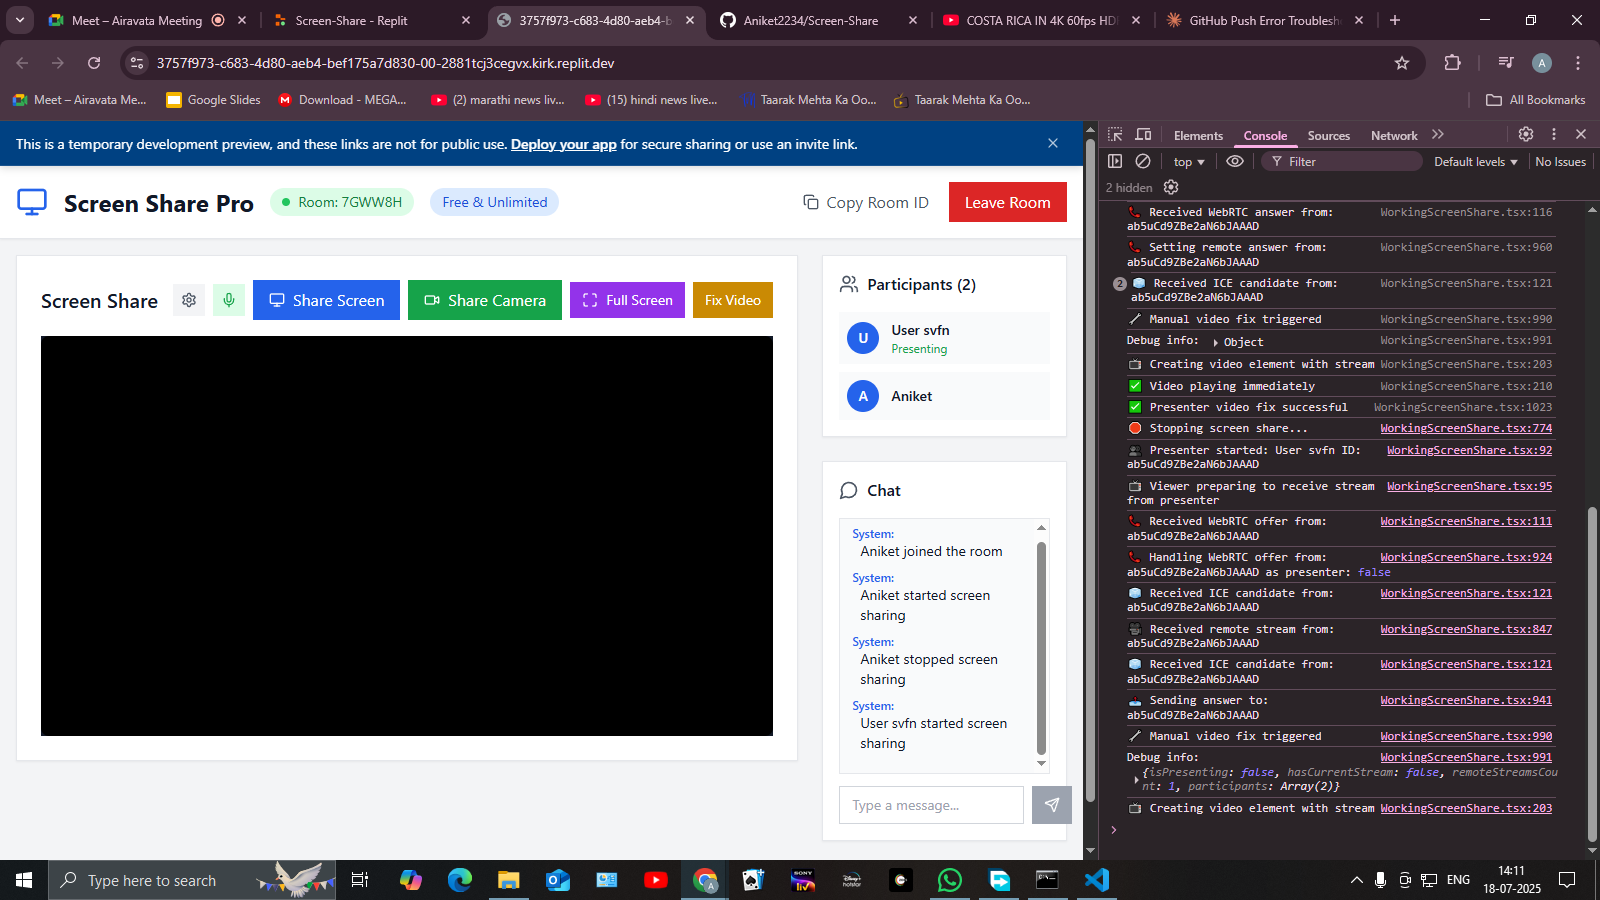 Meet – Airavata Meeting
Screen-Share - Replit
3757f973-c683-4d80-aeb4-b
Aniket2234/Screen-Share
COSTA RICA IN 4K 60fps HD
GitHub Push Error Troublesh
3757f973-c683-4d80-aeb4-bef175a7d830-00-2881tcj3cegvx.kirk.replit.dev
A
Meet – Airavata Me...
Google Slides
Download - MEGA...
(2) marathi news liv...
(15) hindi news live...
Taarak Mehta Ka Oo...
Taarak Mehta Ka Oo...
All Bookmarks
This is a temporary development preview, and these links are not for public use. Deploy your app for secure sharing or use an invite link.
Screen Share Pro
Room: 7GWW8H
Free & Unlimited
Copy Room ID
Leave Room
Screen Share
Share Screen
Share Camera
Full Screen
Fix Video
Participants (2)
U
User svfn
Presenting
A
Aniket
Chat
System:
Aniket joined the room
System:
Aniket started screen
sharing
System:
Aniket stopped screen
sharing
System:
User svfn started screen
sharing
Type a message...
Elements
Console
Sources
Network
top
Filter
Default levels
No Issues
2 hidden
Received WebRTC answer from: WorkingScreenShare.tsx:116
ab5uCd9ZBe2aN6bJAAAD
Setting remote answer from: WorkingScreenShare.tsx:960
ab5uCd9ZBe2aN6bJAAAD
2 Received ICE candidate from: WorkingScreenShare.tsx:121
ab5uCd9ZBe2aN6bJAAAD
Manual video fix triggered WorkingScreenShare.tsx:990
Debug info: Object WorkingScreenShare.tsx:991
Creating video element with stream WorkingScreenShare.tsx:203
Video playing immediately WorkingScreenShare.tsx:210
Presenter video fix successful WorkingScreenShare.tsx:1023
Stopping screen share... WorkingScreenShare.tsx:774
Presenter started: User svfn ID: WorkingScreenShare.tsx:92
ab5uCd9ZBe2aN6bJAAAD
Viewer preparing to receive stream WorkingScreenShare.tsx:95
from presenter
Received WebRTC offer from: WorkingScreenShare.tsx:111
ab5uCd9ZBe2aN6bJAAAD
Handling WebRTC offer from: WorkingScreenShare.tsx:924
ab5uCd9ZBe2aN6bJAAAD as presenter: false
Received ICE candidate from: WorkingScreenShare.tsx:121
ab5uCd9ZBe2aN6bJAAAD
Received remote stream from: WorkingScreenShare.tsx:847
ab5uCd9ZBe2aN6bJAAAD
Received ICE candidate from: WorkingScreenShare.tsx:121
ab5uCd9ZBe2aN6bJAAAD
Sending answer to: WorkingScreenShare.tsx:941
ab5uCd9ZBe2aN6bJAAAD
Manual video fix triggered WorkingScreenShare.tsx:990
Debug info: WorkingScreenShare.tsx:991
{isPresenting: false, hasCurrentStream: false, remoteStreamsCou
nt: 1, participants: Array(2)}
Creating video element with stream WorkingScreenShare.tsx:203
Type here to search
ENG
14:11
18-07-2025